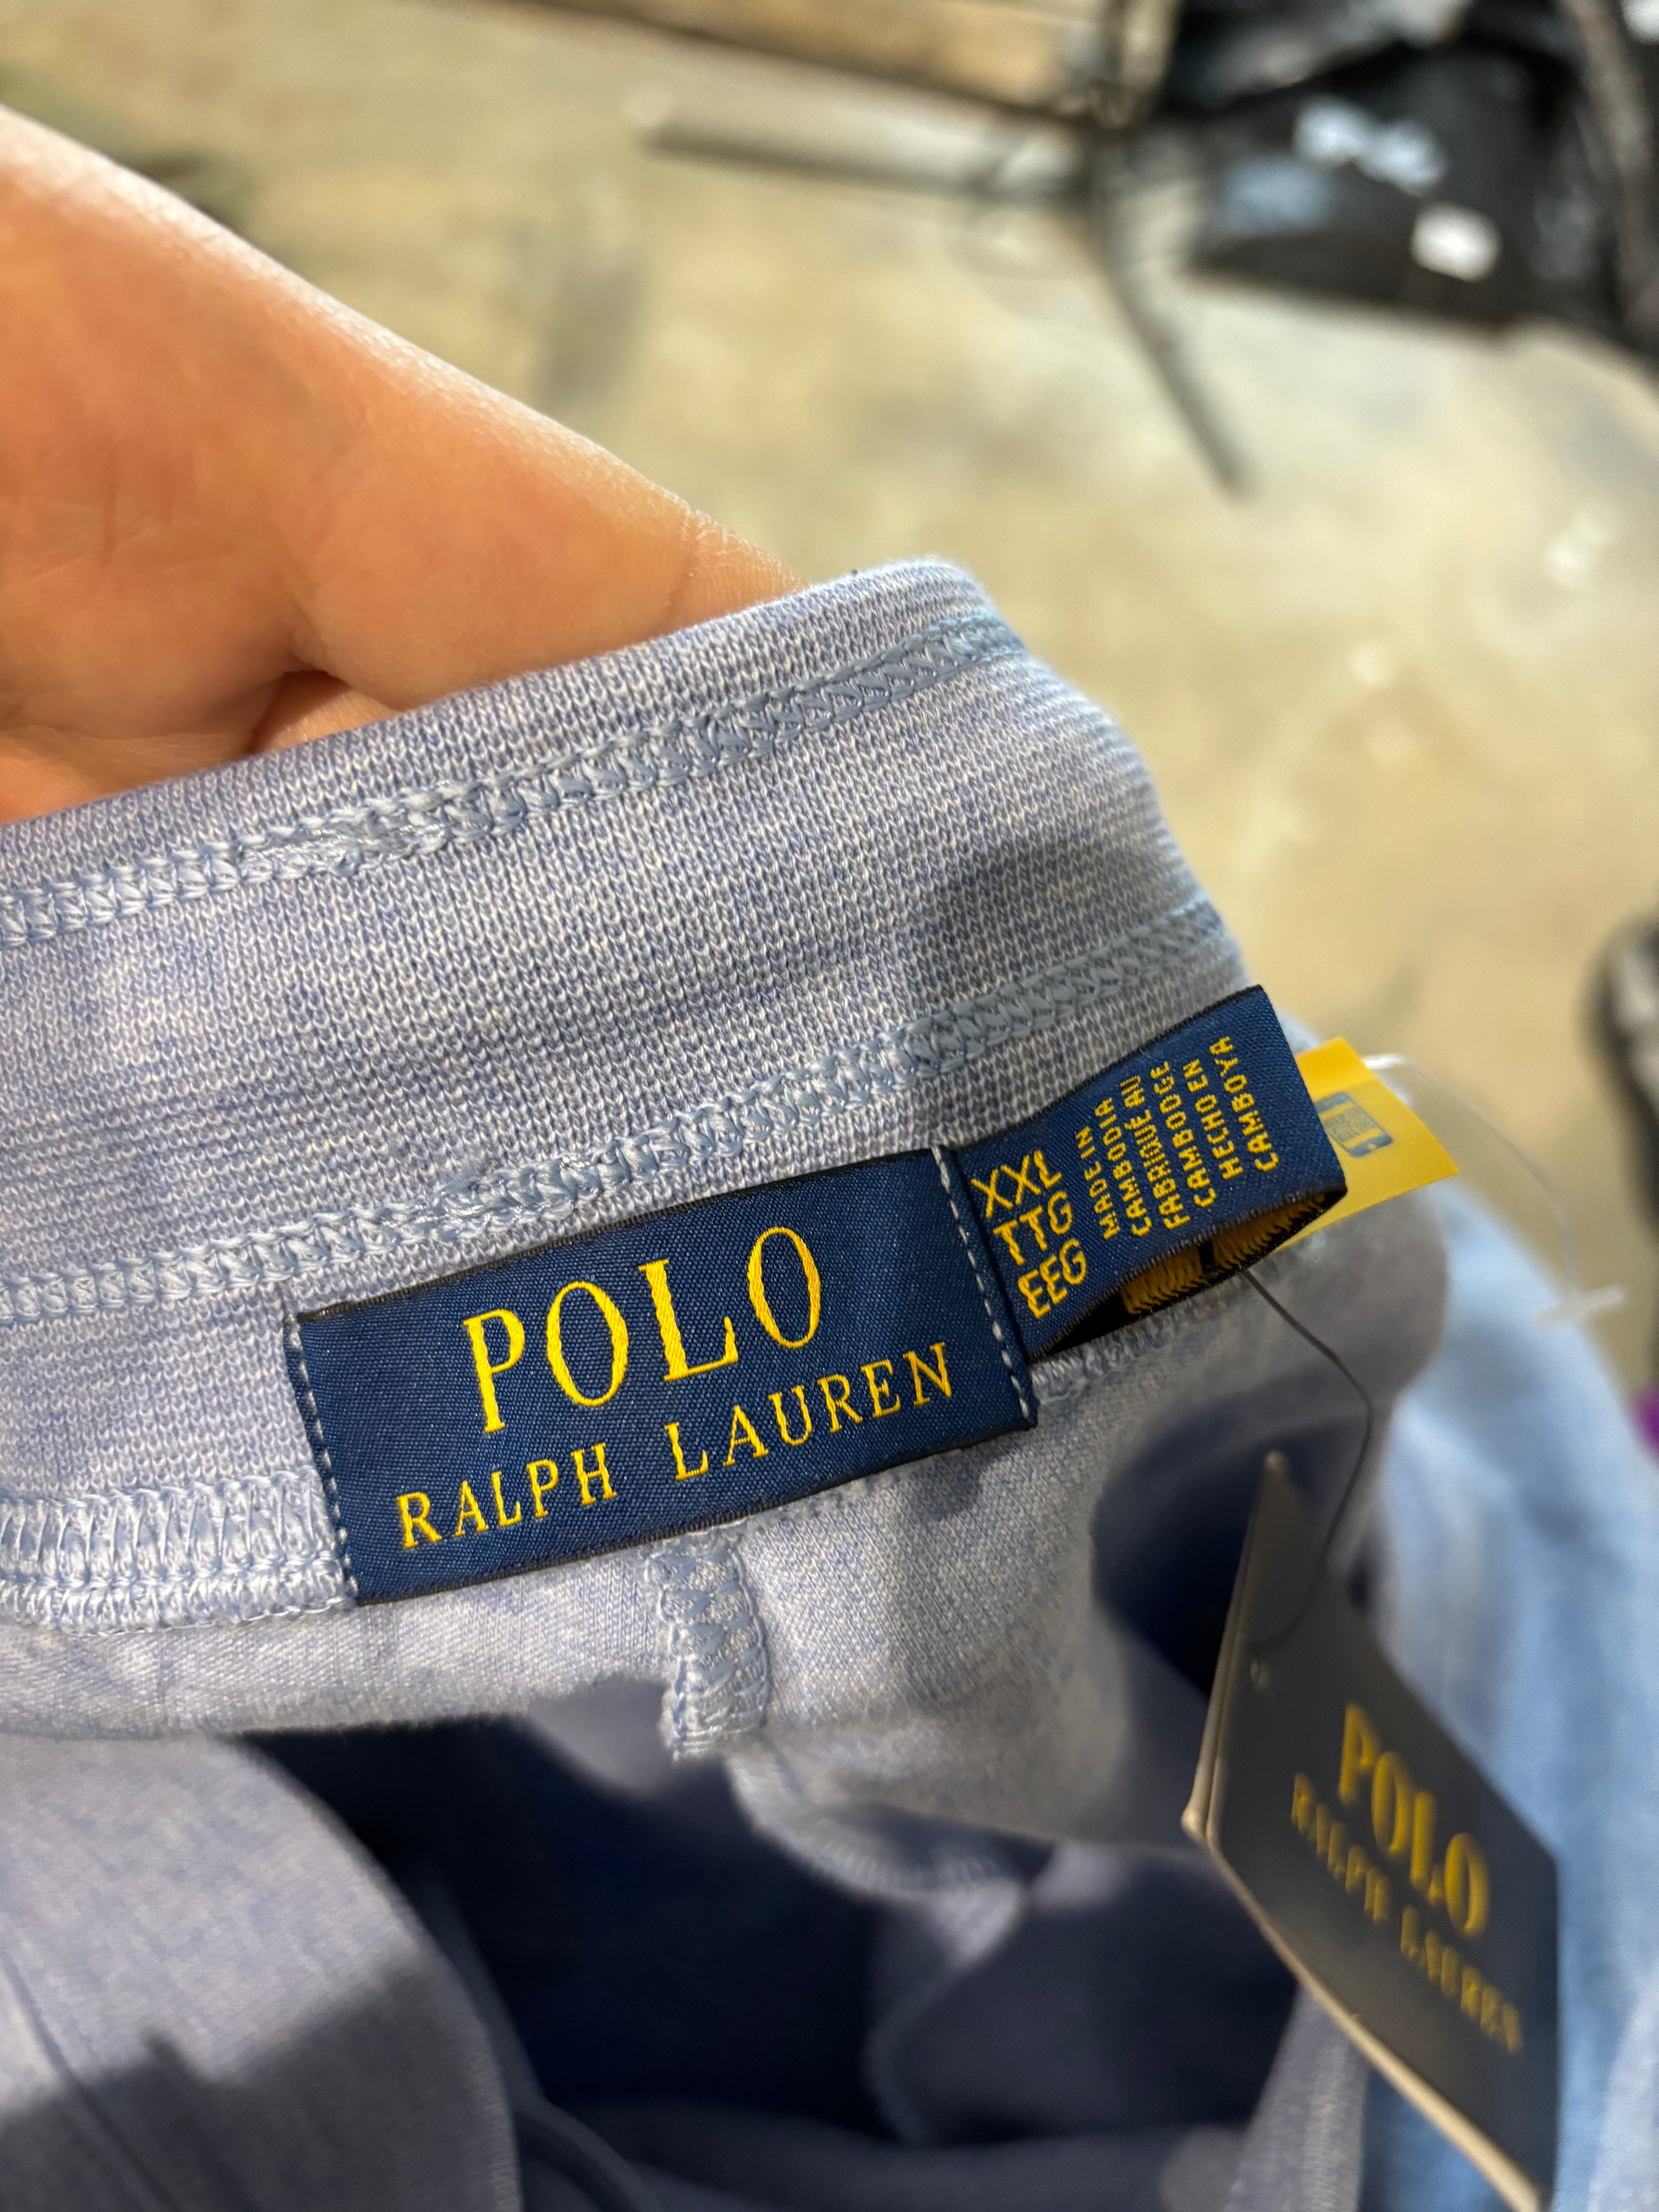 POLO
RALPH LAUREN
XXL
TTG
EEG
MADE IN
CAMBODIA
FABRIQUÉ AU
CAMBODGE
HECHO EN
CAMBOYA
POLO
RALPH LAUREN